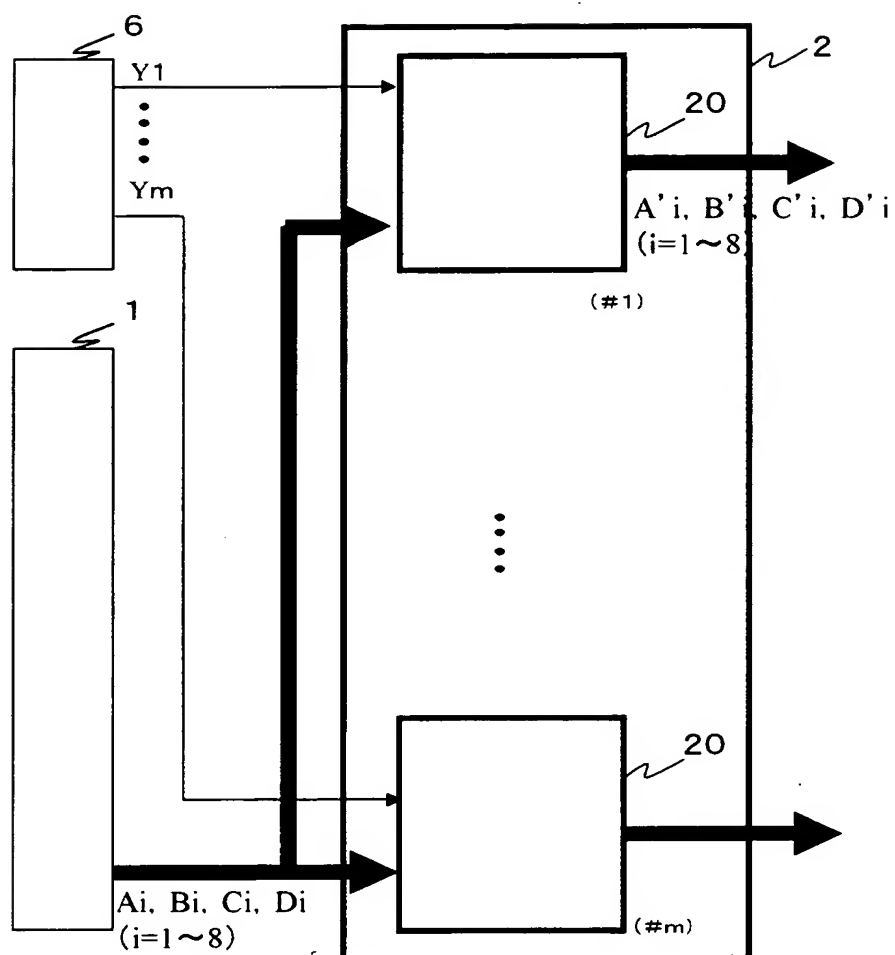 6
2
Y1
20
Ym
A'i, B'i, C'i, D'i
(i=1~8)
(#1)
1
20
Ai, Bi, Ci, Di
(i=1~8)
(#m)